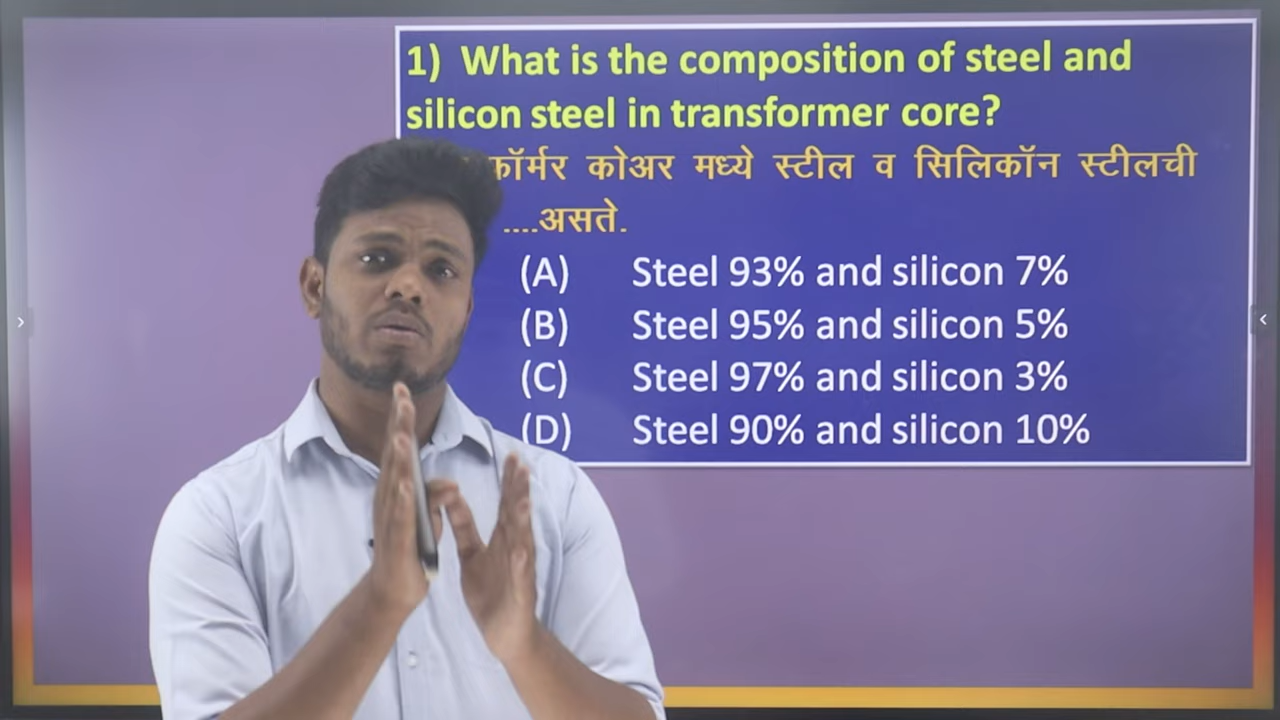 1) What is the composition of steel and
silicon steel in transformer core?
कोअर मध्ये स्टील व सिलिकॉन स्टीलची
....असते.
(A) Steel 93% and silicon 7%
(B) Steel 95% and silicon 5%
(C) Steel 97% and silicon 3%
(D) Steel 90% and silicon 10%